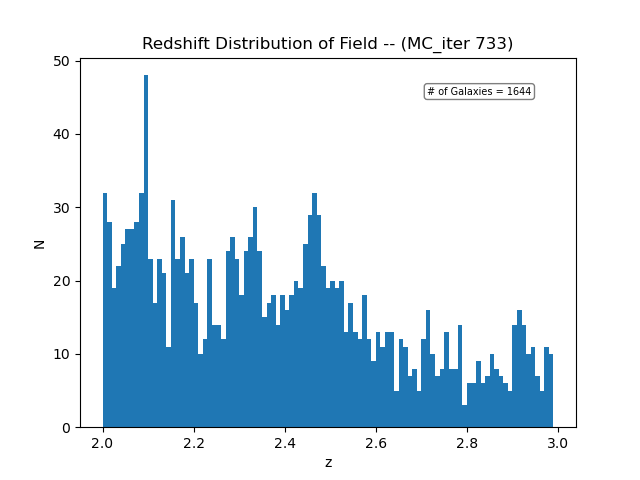 Redshift Distribution of Field -- (MC_iter 733)
# of Galaxies = 1644
50
40
30
20
10
0
N
2.0 2.2 2.4 2.6 2.8 3.0
z